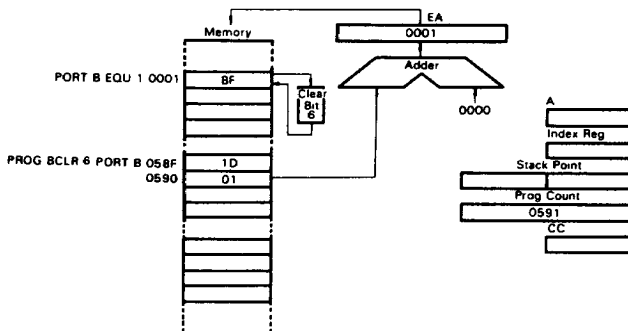 EA
Memory
0001
Adder
PORT B EQU 1 0001
8F
Clear
Bit
6
0000
A
Index Reg
PROG BCLR 6 PORT B 058F
1D
Stack Point
0590
01
Prog Count
0591
CC